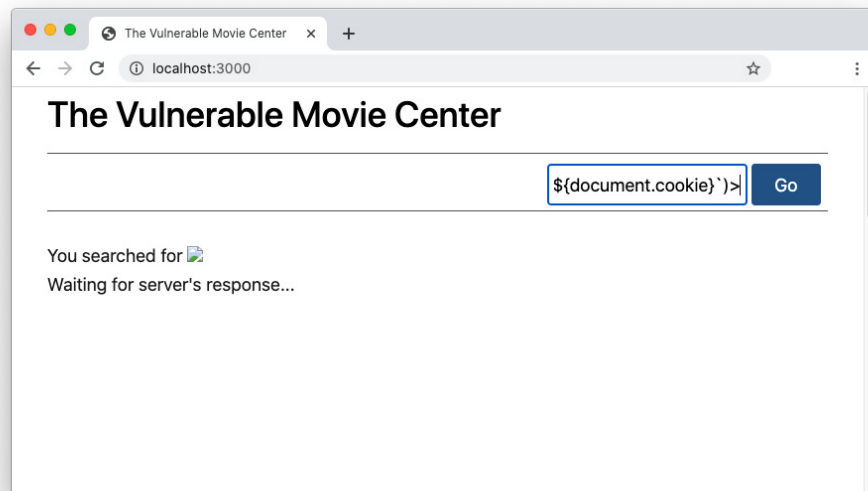 The Vulnerable Movie Center
localhost:3000
The Vulnerable Movie Center
${document.cookie}`)>
Go
You searched for
Waiting for server's response...